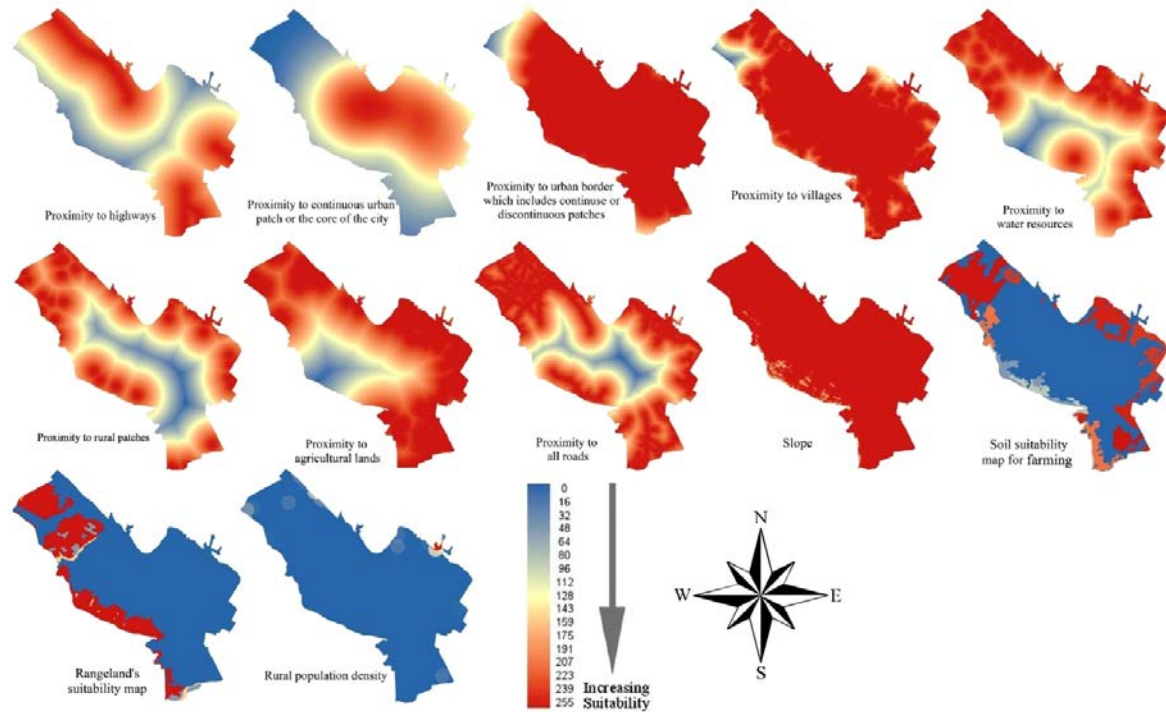 Proximity to highways
Proximity to continuous urban
patch or the core of the city
Proximity to urban border
which includes continuse or
discontinuous patches
Proximity to villages
Proximity to
water resources
Proximity to rural patches
Proximity to
agricultural lands
Proximity to
all roads
Slope
Soil suitability
map for farming
Rangeland's
suitability map
Rural population density
0
16
32
48
64
80
96
112
128
143
159
175
191
207
223
239
255
Increasing
Suitability
N
W
E
S